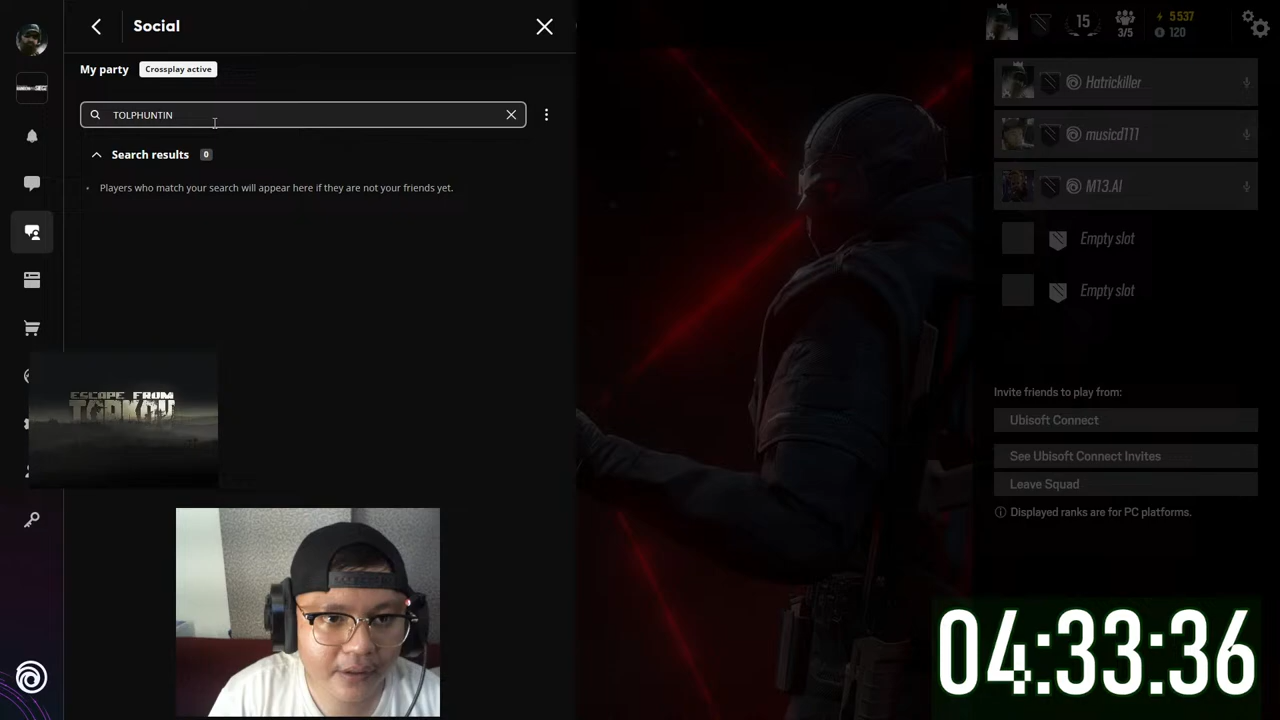 Social
My party
Crossplay active
TOLPHUNTIN
Search results 0
Players who match your search will appear here if they are not your friends yet.
ESCAPE FROM
TARKOV
15
3/5
5 537
120
Hatrickiller
musicd111
M13.AI
Empty slot
Empty slot
Invite friends to play from:
Ubisoft Connect
See Ubisoft Connect Invites
Leave Squad
Displayed ranks are for PC platforms.
04:33:36